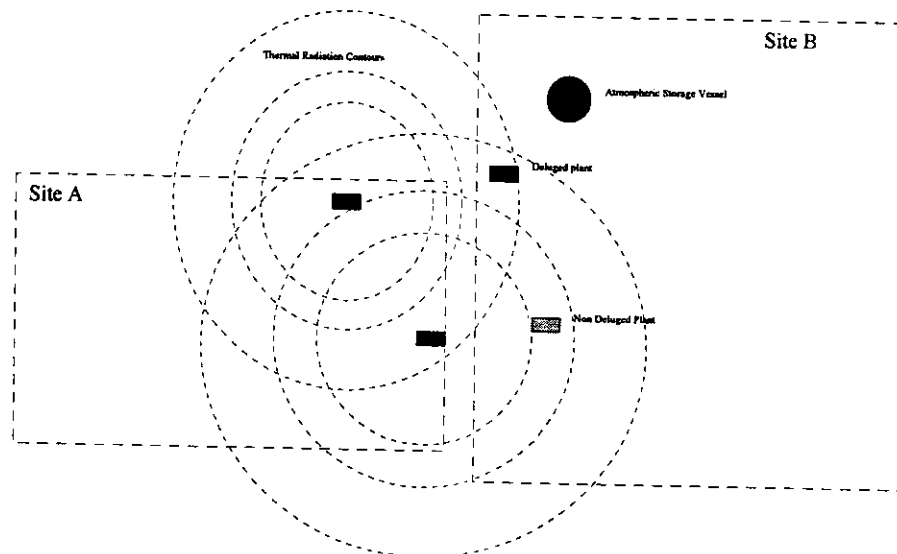 Site B
Thermal Radiation Contours
Atmospheric Storage Vessel
Deluged plant
Site A
Non Deluged Plant